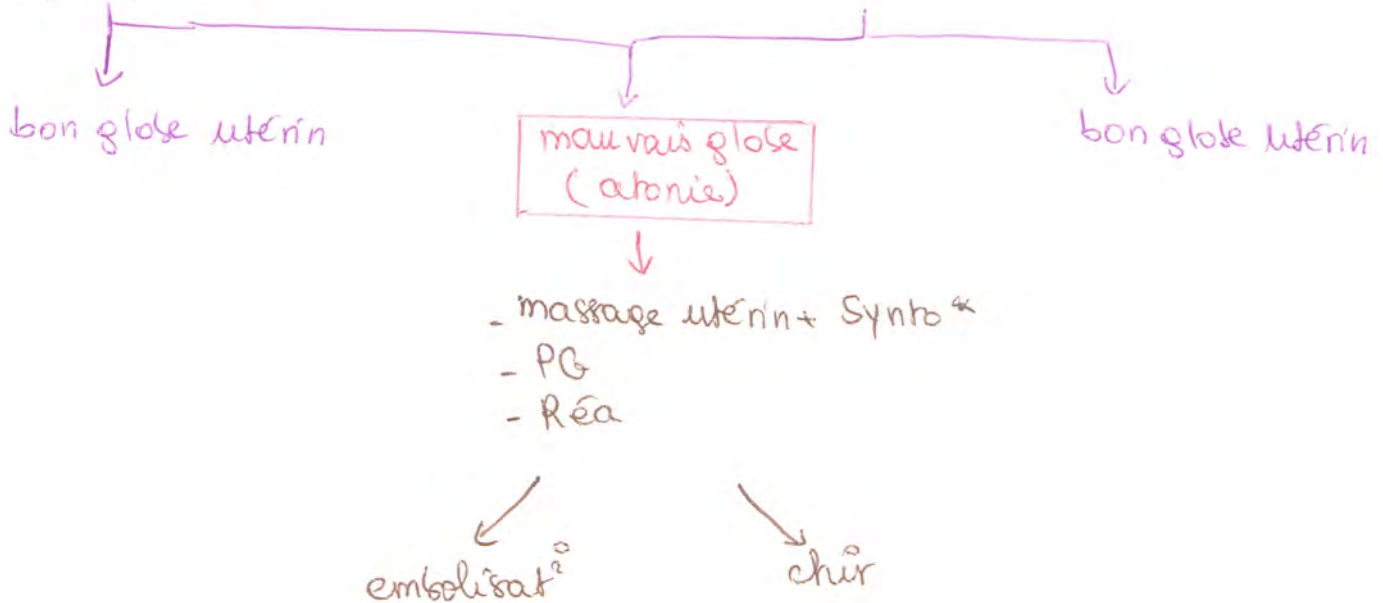 bon globe utérin
mauvais globe
(atonie)
bon globe utérin
- massage utérin + Synto*
- PG
- Réa
embolisat°
chir